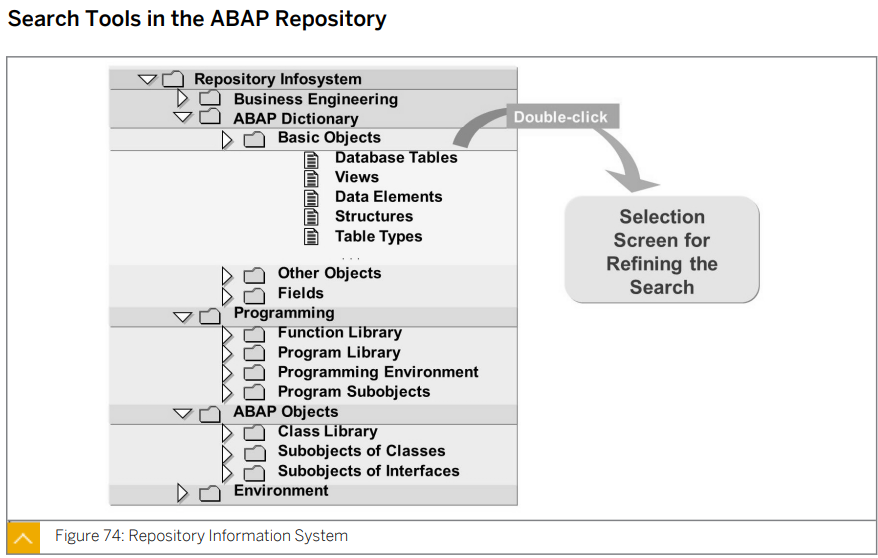 Search Tools in the ABAP Repository
Repository Infosystem
Business Engineering
ABAP Dictionary
Double-click
Basic Objects
Database Tables
Views
Data Elements
Structures
Table Types
. . .
Selection
Screen for
Refining the
Search
Other Objects
Fields
Programming
Function Library
Program Library
Programming Environment
Program Subobjects
ABAP Objects
Class Library
Subobjects of Classes
Subobjects of Interfaces
Environment
Figure 74: Repository Information System